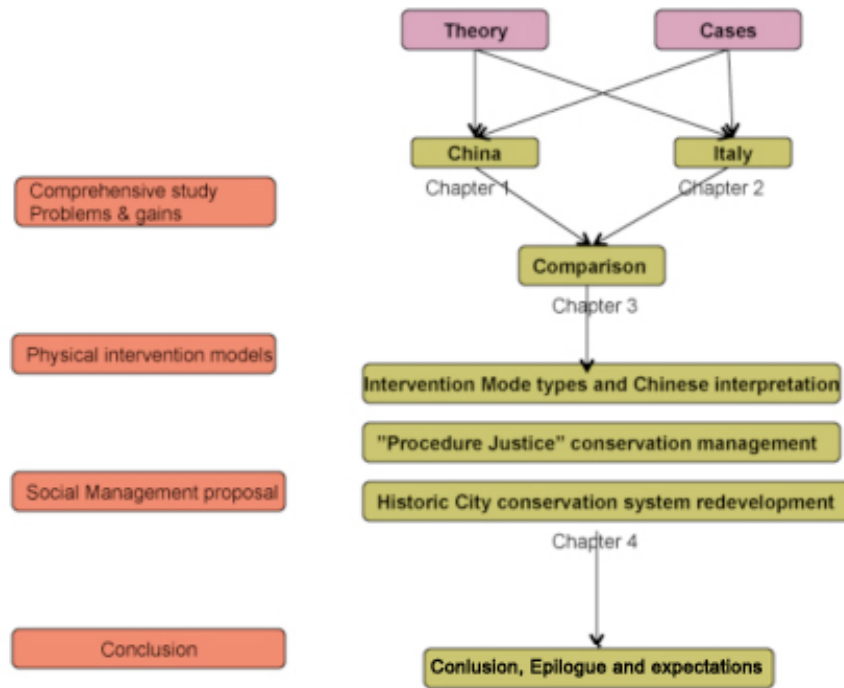 Theory
Cases
China
Italy
Chapter 1
Chapter 2
Comprehensive study
Problems & gains
Comparison
Chapter 3
Physical intervention models
Intervention Mode types and Chinese interpretation
"Procedure Justice" conservation management
Social Management proposal
Historic City conservation system redevelopment
Chapter 4
Conclusion
Conlusion, Epilogue and expectations